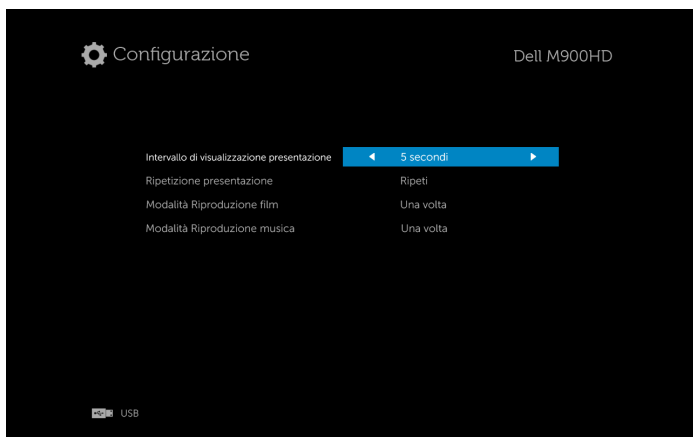 Configurazione
Dell M900HD
Intervallo di visualizzazione presentazione 5 secondi
Ripetizione presentazione Ripeti
Modalità Riproduzione film Una volta
Modalità Riproduzione musica Una volta
USB